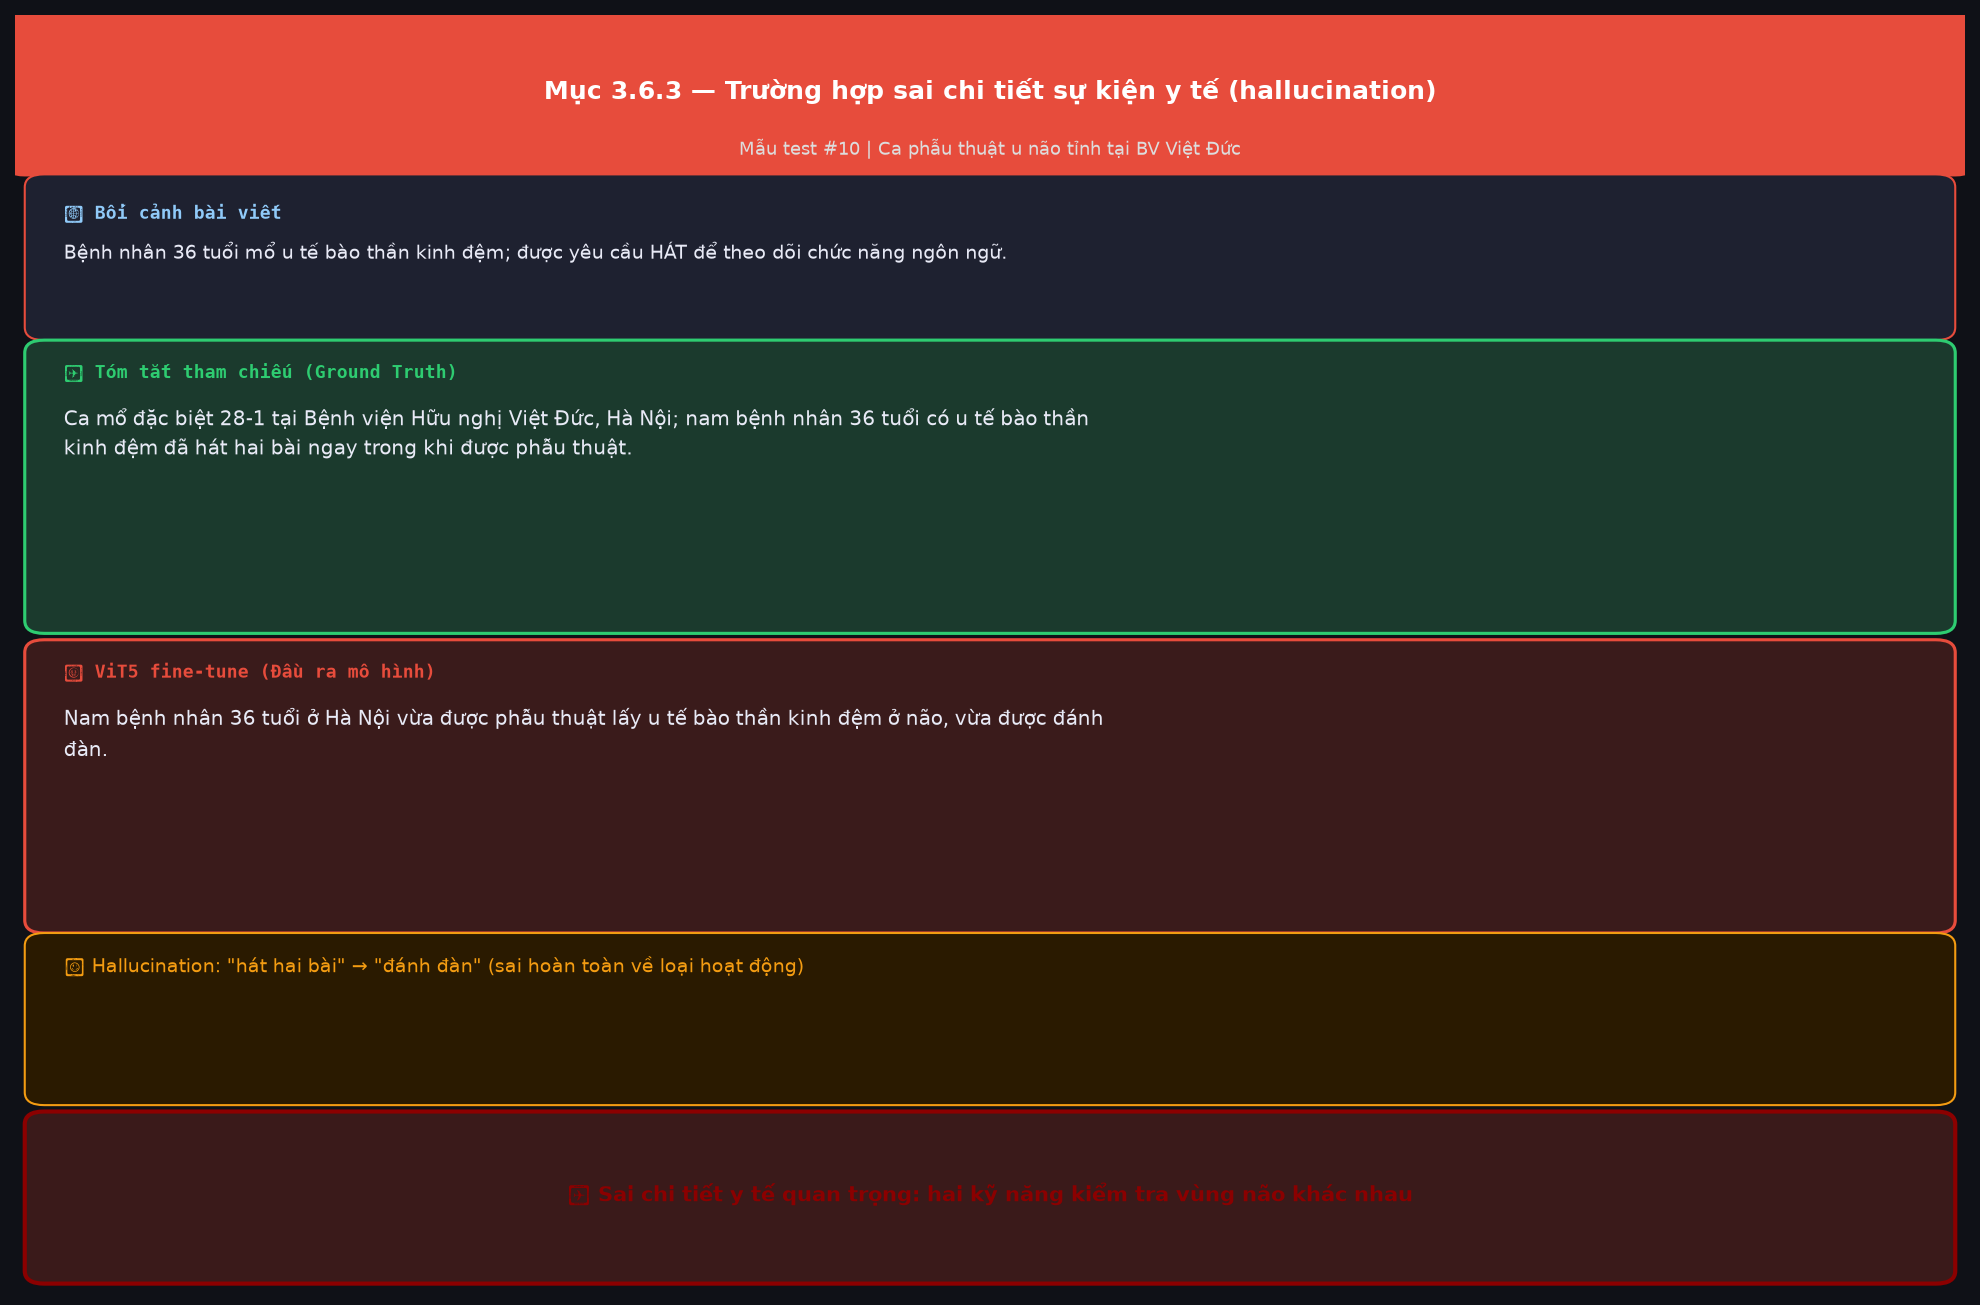 Mục 3.6.3 — Trường hợp sai chi tiết sự kiện y tế (hallucination)
Mẫu test #10 | Ca phẫu thuật u não tỉnh tại BV Việt Đức
Bối cảnh bài viết
Bệnh nhân 36 tuổi mổ u tế bào thần kinh đệm; được yêu cầu HÁT để theo dõi chức năng ngôn ngữ.
Tóm tắt tham chiếu (Ground Truth)
Ca mổ đặc biệt 28-1 tại Bệnh viện Hữu nghị Việt Đức, Hà Nội; nam bệnh nhân 36 tuổi có u tế bào thần
kinh đệm đã hát hai bài ngay trong khi được phẫu thuật.
ViT5 fine-tune (Đầu ra mô hình)
Nam bệnh nhân 36 tuổi ở Hà Nội vừa được phẫu thuật lấy u tế bào thần kinh đệm ở não, vừa được đánh
đàn.
Hallucination: "hát hai bài" → "đánh đàn" (sai hoàn toàn về loại hoạt động)
Sai chi tiết y tế quan trọng: hai kỹ năng kiểm tra vùng não khác nhau